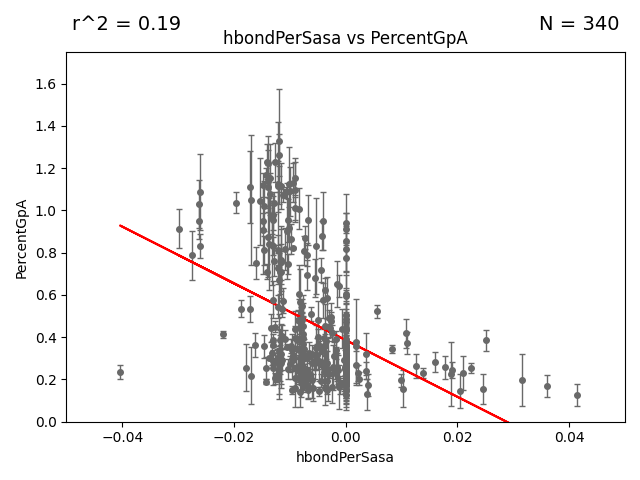 r^2 = 0.19
N = 340
hbondPerSasa vs PercentGpA
PercentGpA
1.6
1.4
1.2
1.0
0.8
0.6
0.4
0.2
0.0
−0.04 −0.02 0.00 0.02 0.04
hbondPerSasa